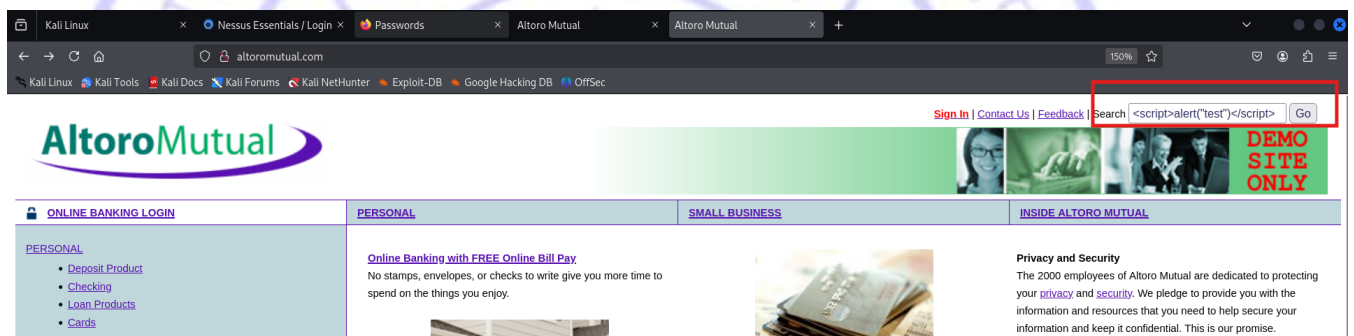 Kali Linux
Nessus Essentials / Login
Passwords
Altoro Mutual
Altoro Mutual
altoromutual.com
150%
Kali Linux Kali Tools Kali Docs Kali Forums Kali NetHunter Exploit-DB Google Hacking DB OffSec
Sign In | Contact Us | Feedback | Search <script>alert("test")</script> Go
AltoroMutual
DEMO
SITE
ONLY
ONLINE BANKING LOGIN
PERSONAL
SMALL BUSINESS
INSIDE ALTORO MUTUAL
PERSONAL
• Deposit Product
• Checking
• Loan Products
• Cards
Online Banking with FREE Online Bill Pay
No stamps, envelopes, or checks to write give you more time to
spend on the things you enjoy.
Privacy and Security
The 2000 employees of Altoro Mutual are dedicated to protecting
your privacy and security. We pledge to provide you with the
information and resources that you need to help secure your
information and keep it confidential. This is our promise.